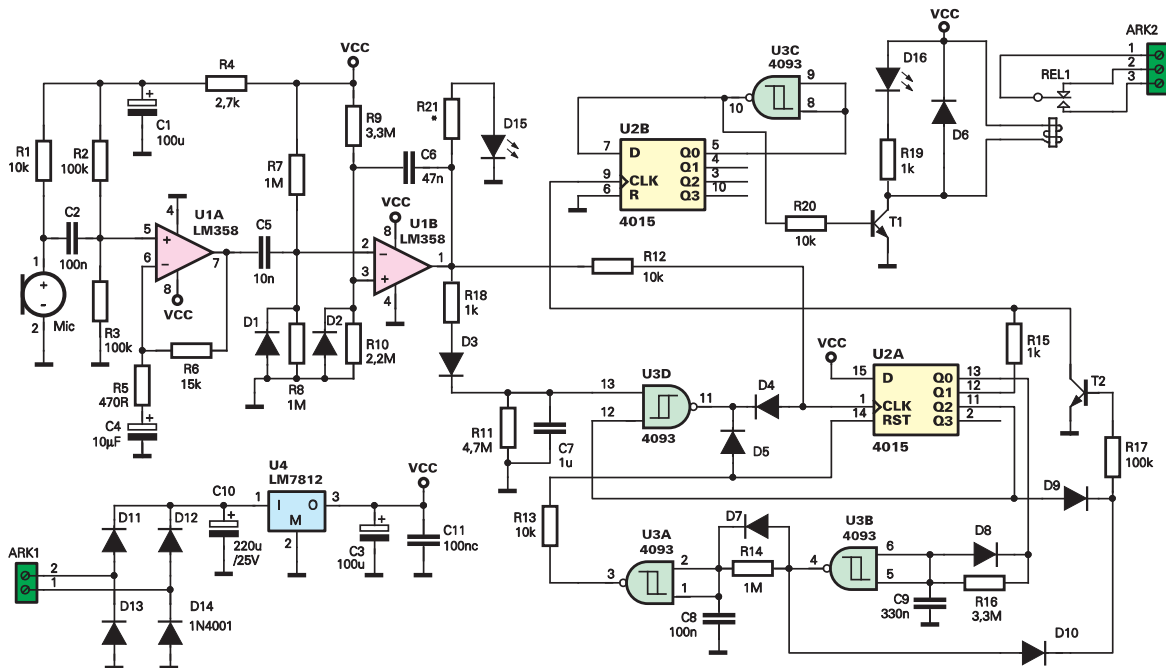 VCC
ARK2
U3C
4093
D16
1
2
3
REL1
R4
2,7k
VCC
9
8
10
+
C1
100u
R9
3,3M
R21
*
D15
D6
R1
10k
R2
100k
R7
1M
C6
47n
U2B
7
D
Q0
5
Q1
4
9
CLK
Q2
3
6
R
Q3
10
4015
R19
1k
R20
10k
T1
C2
100n
4
U1A
LM358
5
+
6
−
7
8
VCC
C5
10n
VCC
8
U1B
LM358
2
−
3
+
1
4
R12
10k
1
+
-
2
Mic
R3
100k
D1
D2
R18
1k
R6
15k
R8
1M
R10
2,2M
D3
R15
1k
T2
VCC
U2A
15
D
Q0
13
Q1
12
1
CLK
Q2
11
14
RST
Q3
2
4015
R5
470R
+
C4
10µF
U3D
13
12
11
4093
D4
D5
R11
4,7M
C7
1u
R17
100k
D9
U4
LM7812
1
I
O
3
M
2
VCC
D11
D12
C10
+
220u
/25V
+
C3
100u
C11
100nc
R13
10k
D7
U3A
4093
3
2
1
R14
1M
U3B
4093
4
6
5
D8
ARK1
2
1
D13
D14
1N4001
C8
100n
C9
330n
R16
3,3M
D10